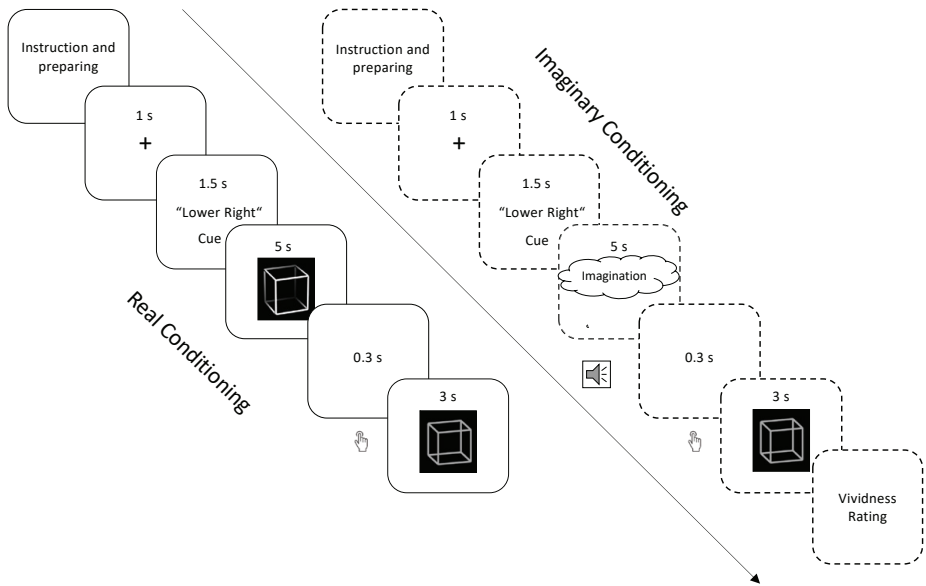 Instruction and
preparing
1 s
+
1.5 s
“Lower Right“
Cue
5 s
0.3 s
3 s
Real Conditioning
Instruction and
preparing
1 s
+
1.5 s
“Lower Right“
Cue
5 s
Imagination
0.3 s
3 s
Vividness
Rating
Imaginary Conditioning